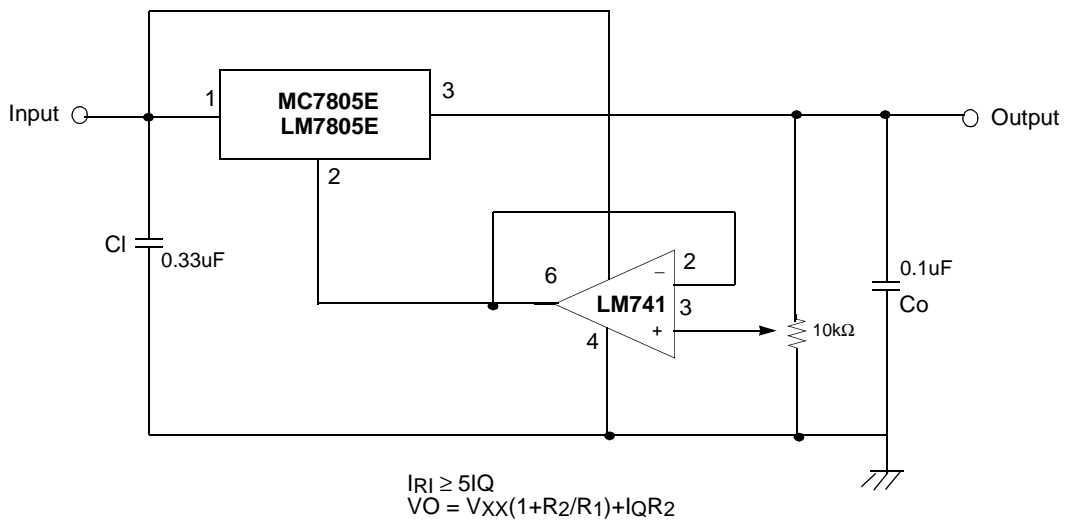 MC7805E
LM7805E
1
3
Input
Output
2
CI
0.33uF
6
2
LM741
3
4
−
+
10kΩ
0.1uF
Co
IRI ≥ 5IQ
VO = VXX(1+R2/R1)+IQR2